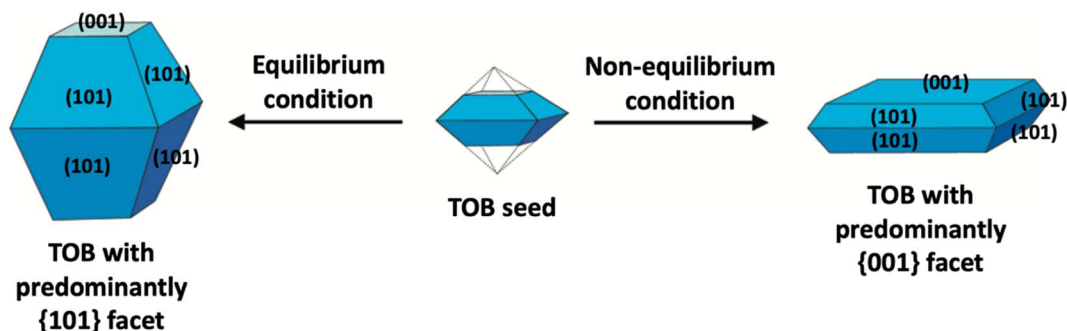 (001)
(101)
(101)
(101)
(101)
TOB with
predominantly
{101} facet
Equilibrium
condition
TOB seed
Non-equilibrium
condition
(001)
(101)
(101)
(101)
(101)
TOB with
predominantly
{001} facet